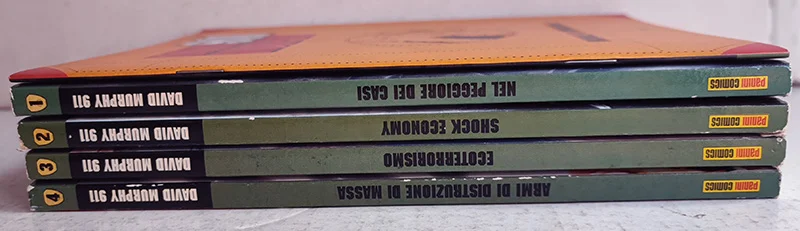 1 DAVID MURPHY 911 NEL PEGGIORE DEI CASI PANINI COMICS
2 DAVID MURPHY 911 SHOCK ECONOMY PANINI COMICS
3 DAVID MURPHY 911 ECOTERRORISMO PANINI COMICS
4 DAVID MURPHY 911 ARMI DI DISTRUZIONE DI MASSA PANINI COMICS